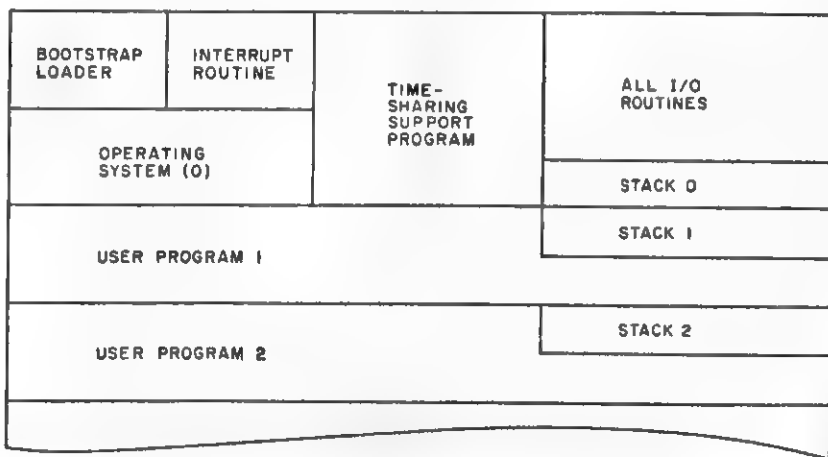 BOOTSTRAP
LOADER
INTERRUPT
ROUTINE
TIME-
SHARING
SUPPORT
PROGRAM
ALL I/O
ROUTINES
OPERATING
SYSTEM (0)
STACK 0
STACK 1
USER PROGRAM 1
STACK 2
USER PROGRAM 2